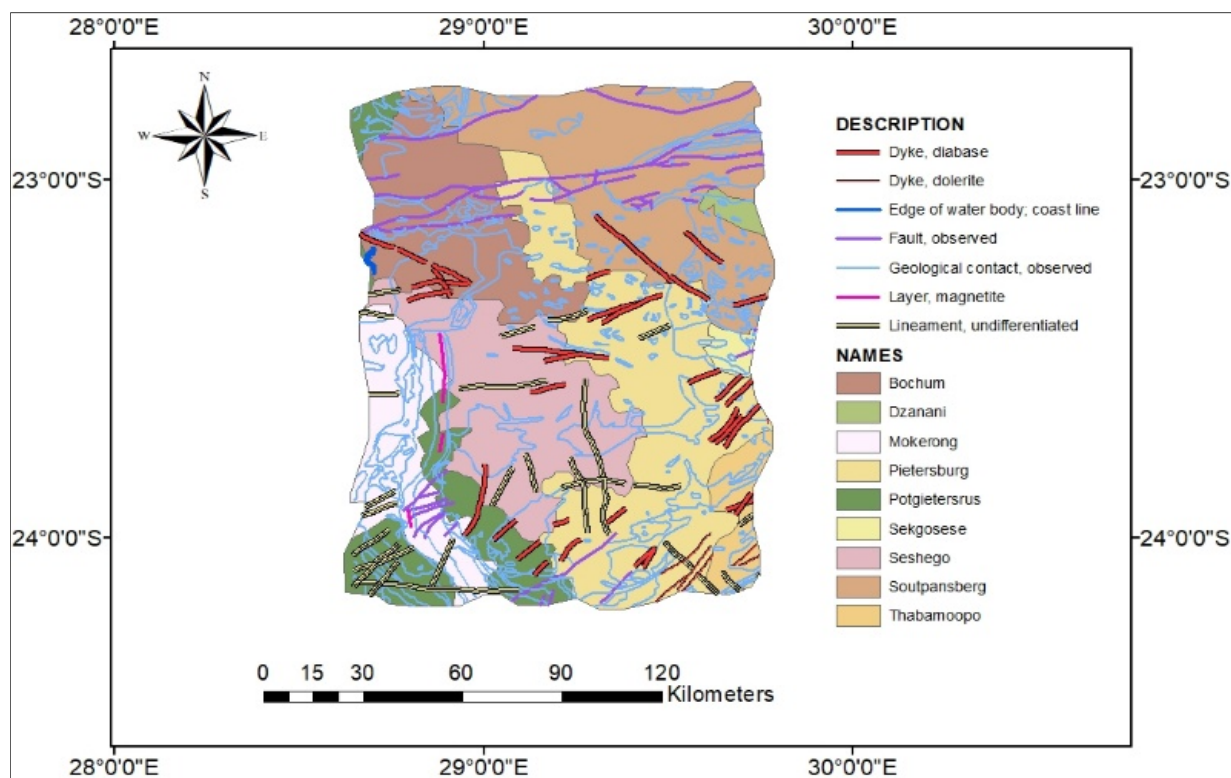 28°0'0"E 29°0'0"E 30°0'0"E
N
W E
S
23°0'0"S 23°0'0"S
24°0'0"S 24°0'0"S
DESCRIPTION
Dyke, diabase
Dyke, dolerite
Edge of water body; coast line
Fault, observed
Geological contact, observed
Layer, magnetite
Lineament, undifferentiated
NAMES
Bochum
Dzanani
Mokerong
Pietersburg
Potgietersrus
Sekgosese
Seshego
Soutpansberg
Thabamoopo
0 15 30 60 90 120
Kilometers
28°0'0"E 29°0'0"E 30°0'0"E